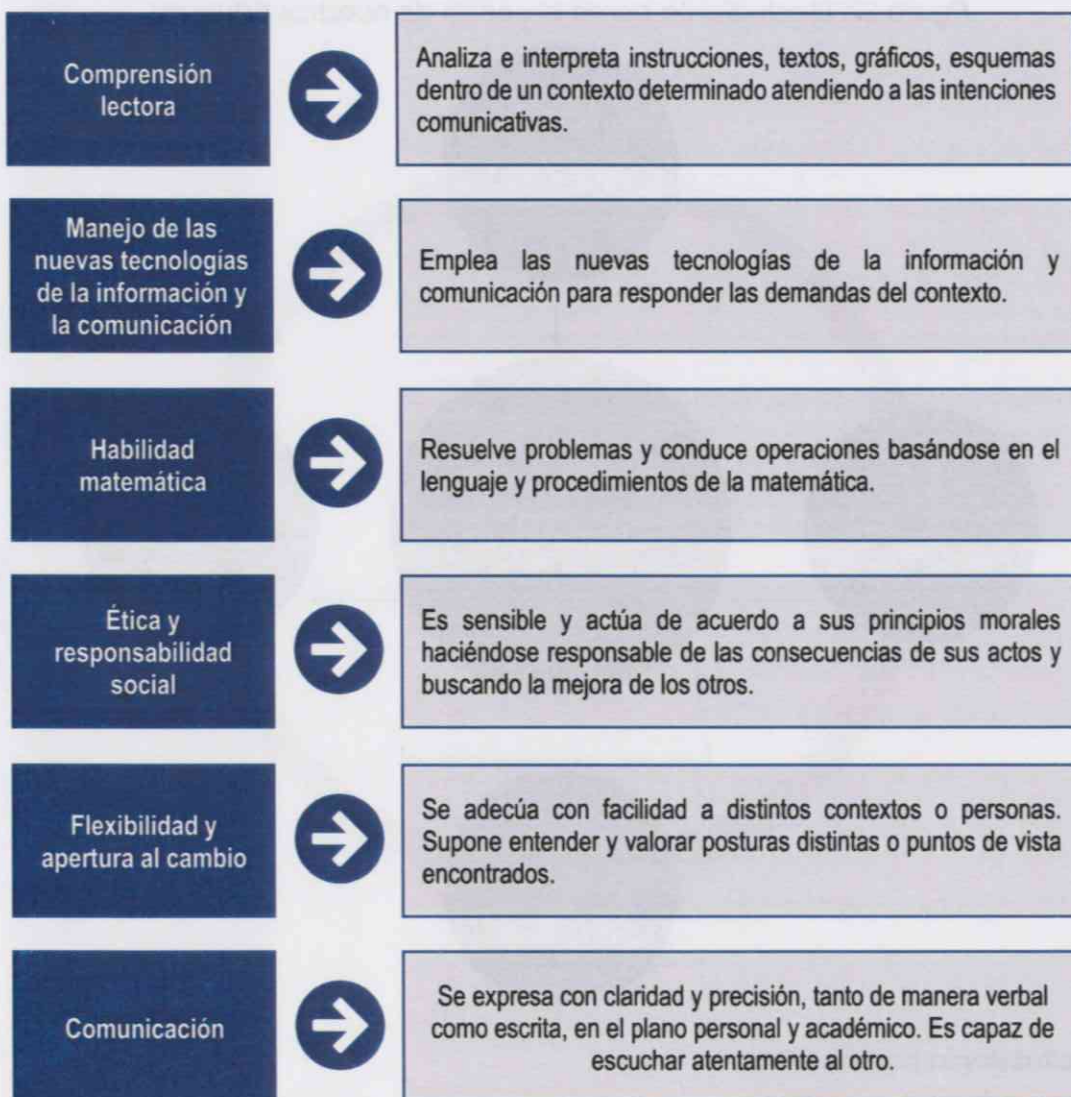 Comprensión
lectora
Analiza e interpreta instrucciones, textos, gráficos, esquemas
dentro de un contexto determinado atendiendo a las intenciones
comunicativas.
Manejo de las
nuevas tecnologías
de la información y
la comunicación
Emplea las nuevas tecnologías de la información y
comunicación para responder las demandas del contexto.
Habilidad
matemática
Resuelve problemas y conduce operaciones basándose en el
lenguaje y procedimientos de la matemática.
Ética y
responsabilidad
social
Es sensible y actúa de acuerdo a sus principios morales
haciéndose responsable de las consecuencias de sus actos y
buscando la mejora de los otros.
Flexibilidad y
apertura al cambio
Se adecúa con facilidad a distintos contextos o personas.
Supone entender y valorar posturas distintas o puntos de vista
encontrados.
Comunicación
Se expresa con claridad y precisión, tanto de manera verbal
como escrita, en el plano personal y académico. Es capaz de
escuchar atentamente al otro.